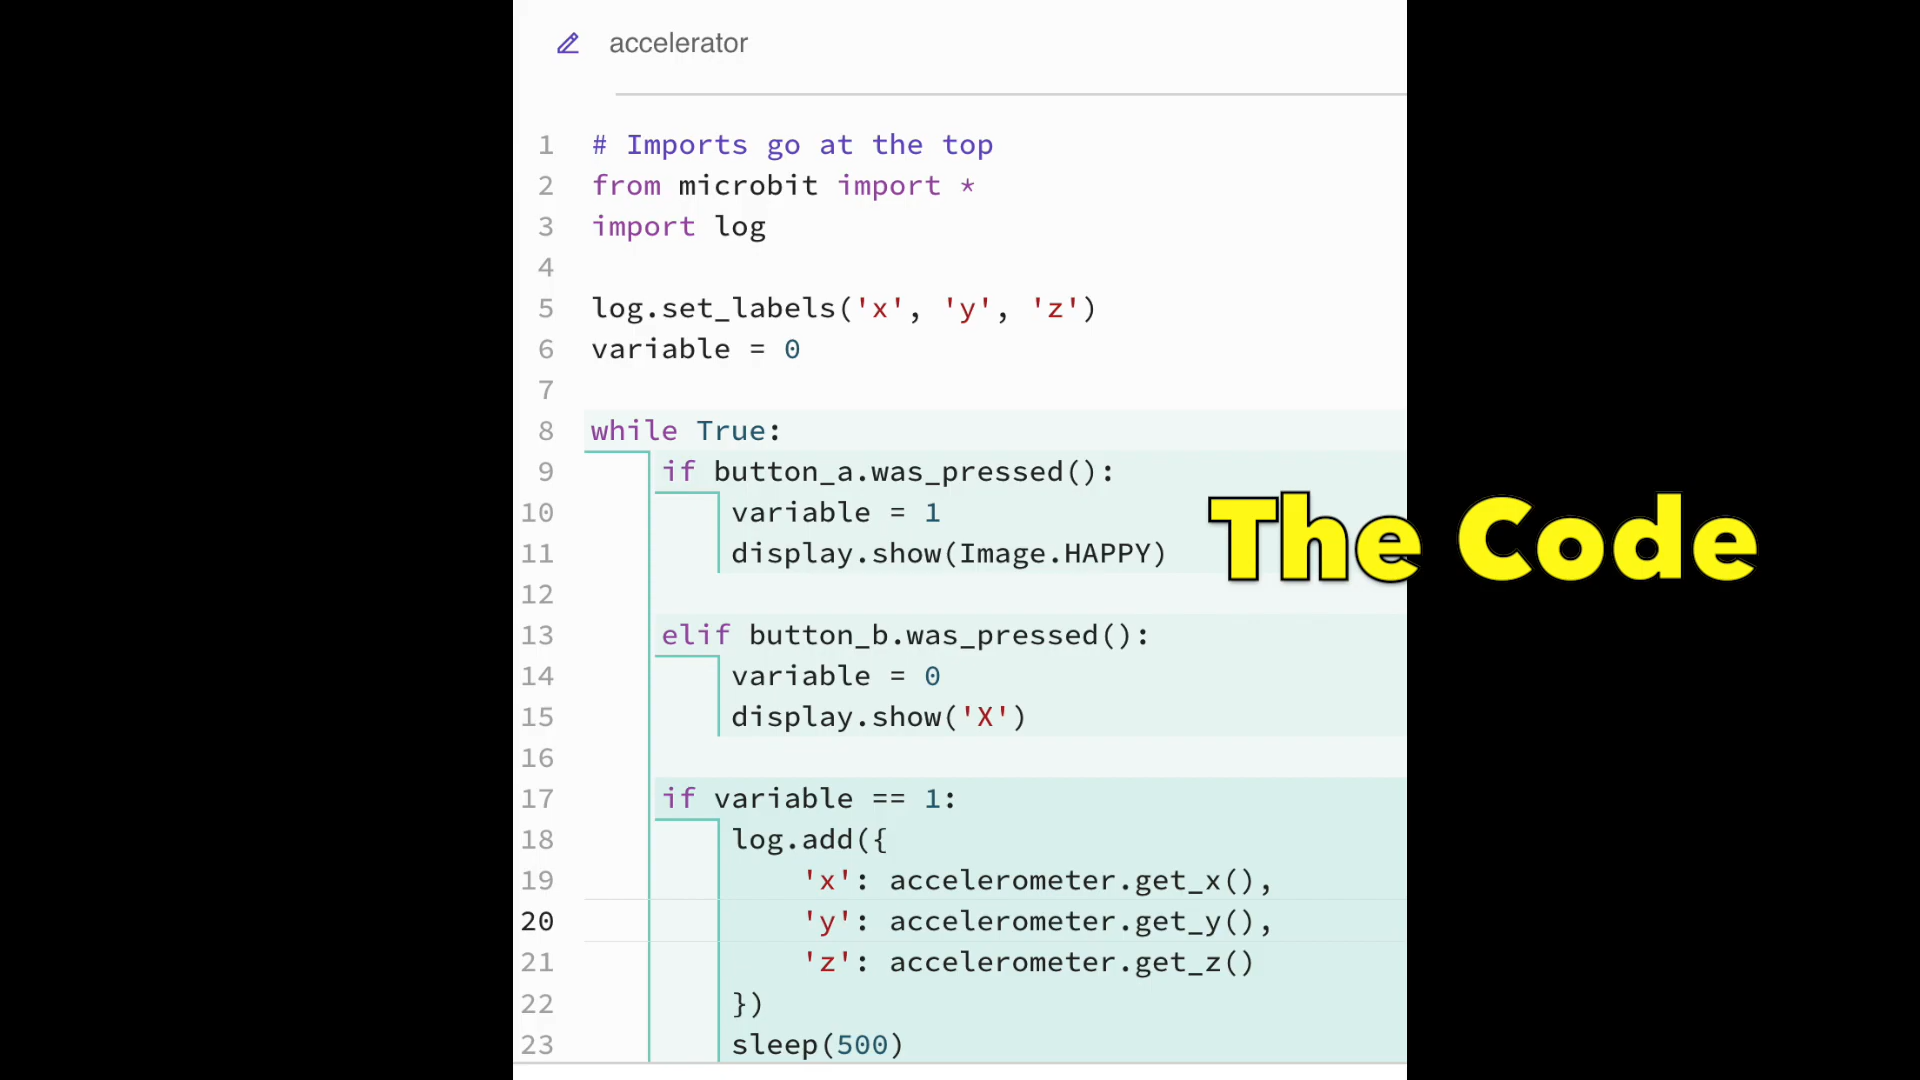 accelerator
1 # Imports go at the top
2 from microbit import *
3 import log
4
5 log.set_labels('x', 'y', 'z')
6 variable = 0
7
8 while True:
9 if button_a.was_pressed():
10 variable = 1
11 display.show(Image.HAPPY)
12
13 elif button_b.was_pressed():
14 variable = 0
15 display.show('X')
16
17 if variable == 1:
18 log.add({
19 'x': accelerometer.get_x(),
20 'y': accelerometer.get_y(),
21 'z': accelerometer.get_z()
22 })
23 sleep(500)
The Code